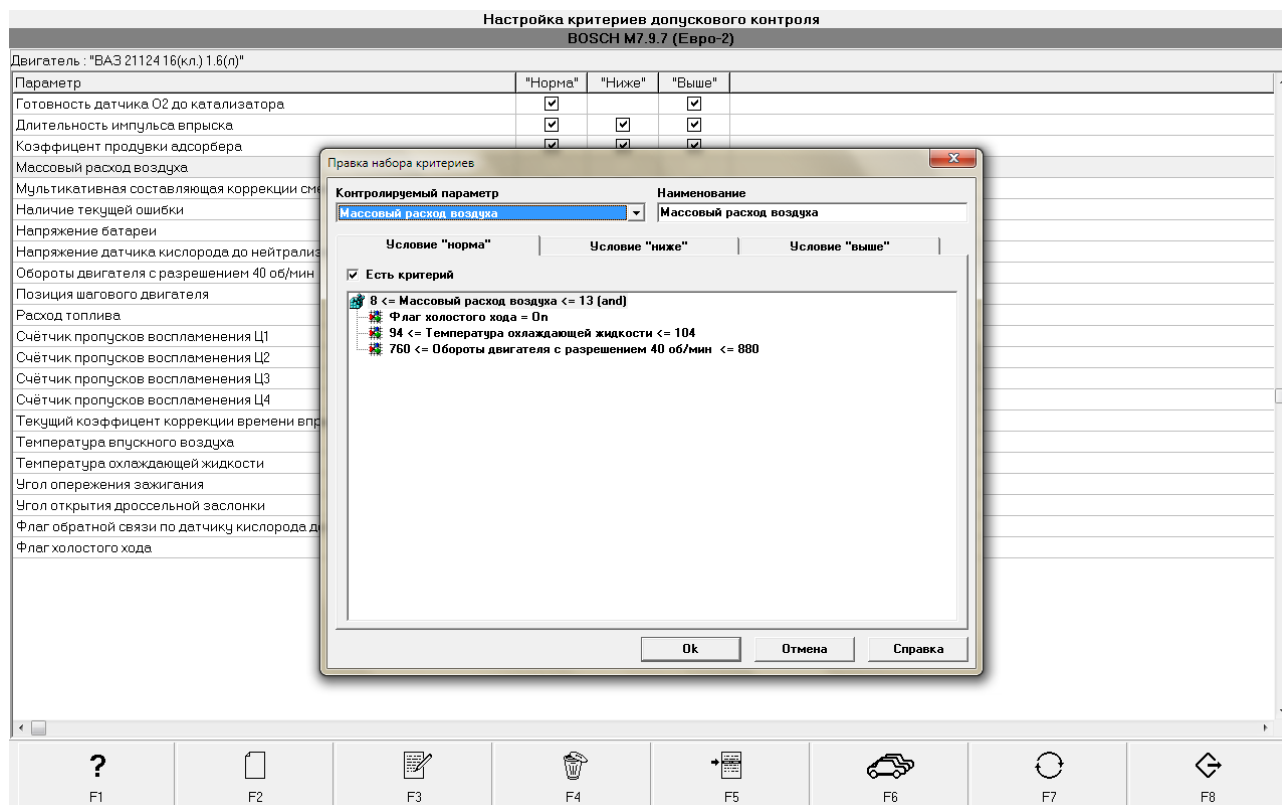 Настройка критериев допускового контроля
BOSCH M7.9.7 (Евро-2)
Двигатель : "ВАЗ 21124 16(кл.) 1.6(л)"
Параметр "Норма" "Ниже" "Выше"
Готовность датчика О2 до катализатора
Длительность импульса впрыска
Коэффицент продувки адсорбера
Массовый расход воздуха
Мультикативная составляющая коррекции
Наличие текущей ошибки
Напряжение батареи
Напряжение датчика кислорода до
Обороты двигателя с разрешением 40 об/мин
Позиция шагового двигателя
Расход топлива
Счётчик пропусков воспламенения Ц1
Счётчик пропусков воспламенения Ц2
Счётчик пропусков воспламенения Ц3
Счётчик пропусков воспламенения Ц4
Текущий коэффицент коррекции времени
Температура впускного воздуха
Температура охлаждающей жидкости
Угол опережения зажигания
Угол открытия дроссельной заслонки
Флаг обратной связи по датчику кислорода
Флаг холостого хода
Правка набора критериев
Контролируемый параметр Наименование
Массовый расход воздуха Массовый расход воздуха
Условие "норма" Условие "ниже" Условие "выше"
Есть критерий
8 <= Массовый расход воздуха <= 13 (and)
Флаг холостого хода = On
94 <= Температура охлаждающей жидкости <= 104
760 <= Обороты двигателя с разрешением 40 об/мин <= 880
Ok Отмена Справка
?
F1 F2 F3 F4 F5 F6 F7 F8